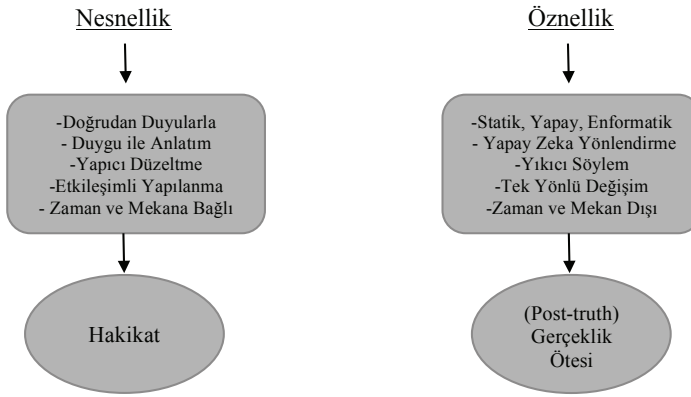 Nesnellik
-Doğrudan Duyularla
- Duygu ile Anlatım
-Yapıcı Düzeltme
-Etkileşimli Yapılanma
- Zaman ve Mekana Bağlı
Hakikat
Öznellik
-Statik, Yapay, Enformatik
- Yapay Zeka Yönlendirme
-Yıkıcı Söylem
-Tek Yönlü Değişim
-Zaman ve Mekan Dışı
(Post-truth)
Gerçeklik
Ötesi